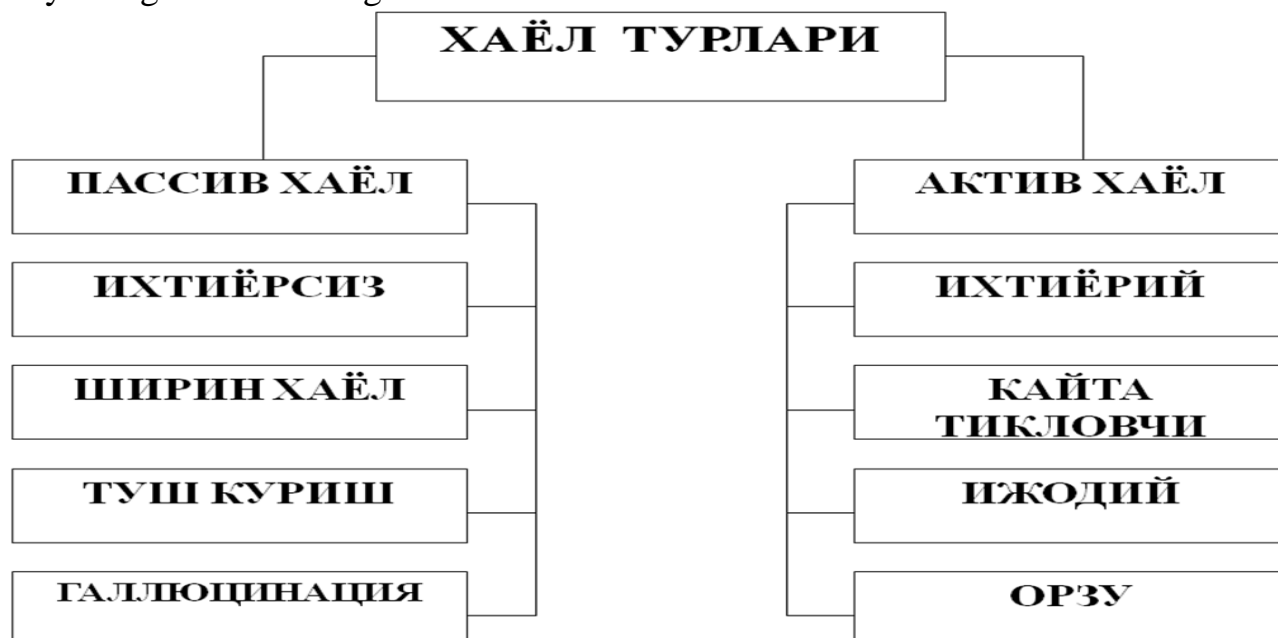 ХАЁЛ ТУРЛАРИ
ПАССИВ ХАЁЛ
ИХТИЁРСИЗ
ШИРИН ХАЁЛ
ТУШ КУРИШ
ГАЛЛЮЦИНАЦИЯ
АКТИВ ХАЁЛ
ИХТИЁРИЙ
КАЙТА
ТИКЛОВЧИ
ИЖОДИЙ
ОРЗУ